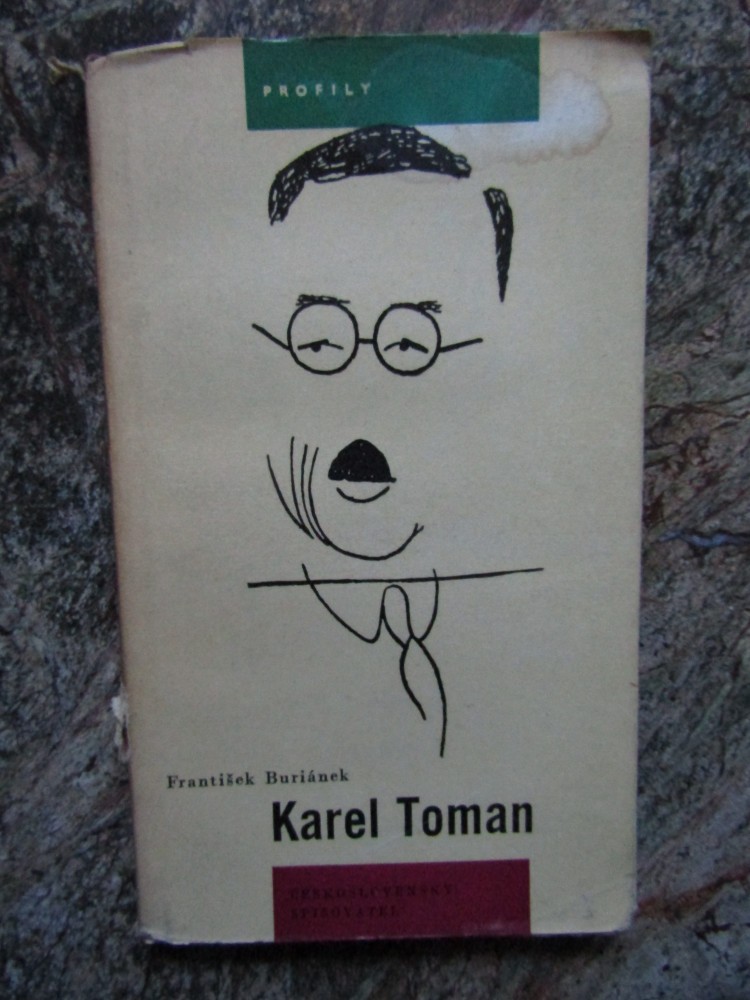 PROFILY
František Buriánek
Karel Toman
ČESKOSLOVENSKÝ
SPISOVATEL